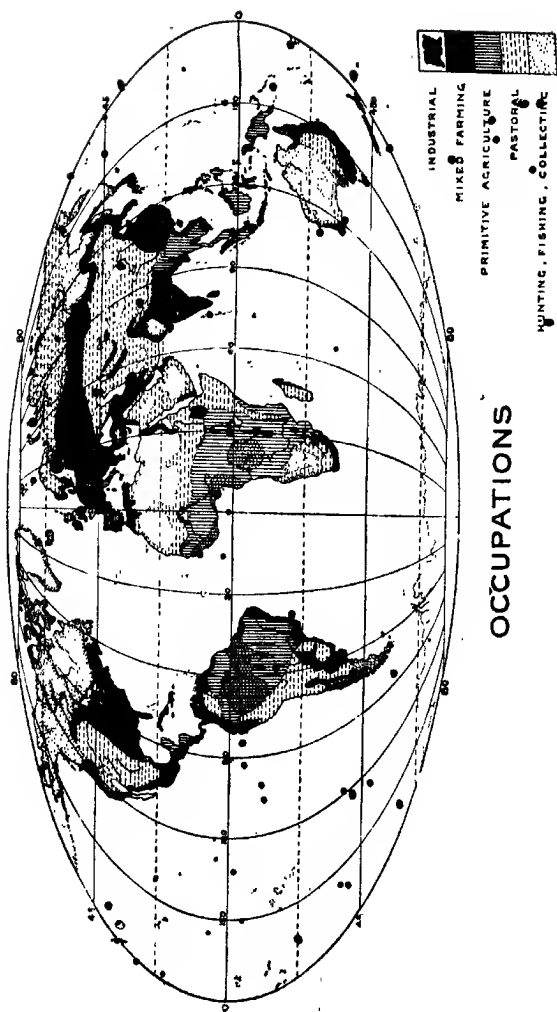 INDUSTRIAL
MIXED FARMING
PRIMITIVE AGRICULTURE
PASTORAL
HUNTING, FISHING, COLLECTING
OCCUPATIONS